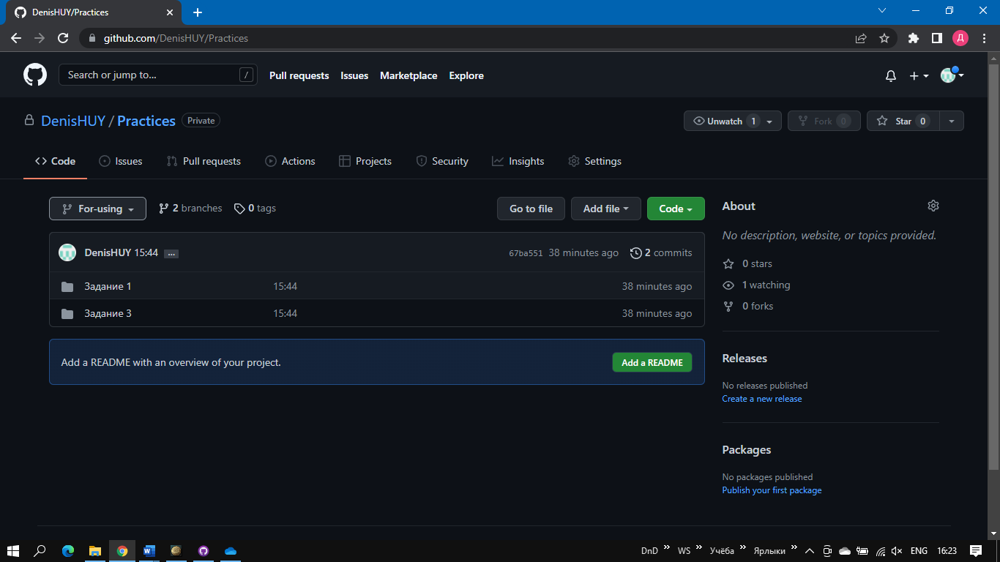 DenisHUY/Practices
github.com/DenisHUY/Practices
Д
Search or jump to...
/
Pull requests
Issues
Marketplace
Explore
DenisHUY / Practices
Private
Unwatch 1
Fork 0
Star 0
Code
Issues
Pull requests
Actions
Projects
Security
Insights
Settings
For-using
2 branches
0 tags
Go to file
Add file
Code
DenisHUY 15:44 ...
67ba551 38 minutes ago
2 commits
Задание 1 15:44 38 minutes ago
Задание 3 15:44 38 minutes ago
Add a README with an overview of your project.
Add a README
About
No description, website, or topics provided.
0 stars
1 watching
0 forks
Releases
No releases published
Create a new release
Packages
No packages published
Publish your first package
DnD » WS » Учёба » Ярлыки » ENG 16:23